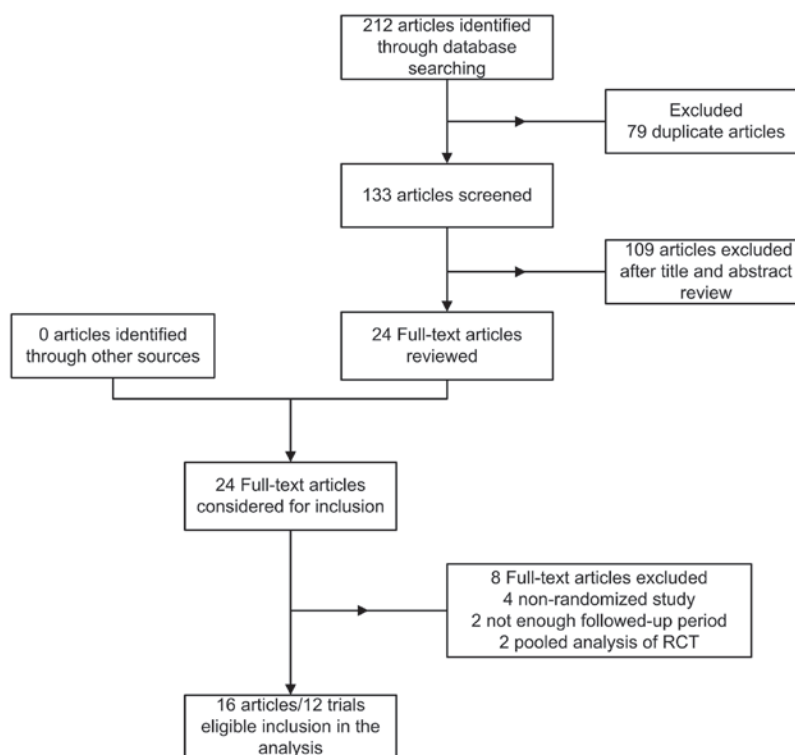 212 articles identified
through database
searching
Excluded
79 duplicate articles
133 articles screened
109 articles excluded
after title and abstract
review
0 articles identified
through other sources
24 Full-text articles
reviewed
24 Full-text articles
considered for inclusion
8 Full-text articles excluded
4 non-randomized study
2 not enough followed-up period
2 pooled analysis of RCT
16 articles/12 trials
eligible inclusion in the
analysis